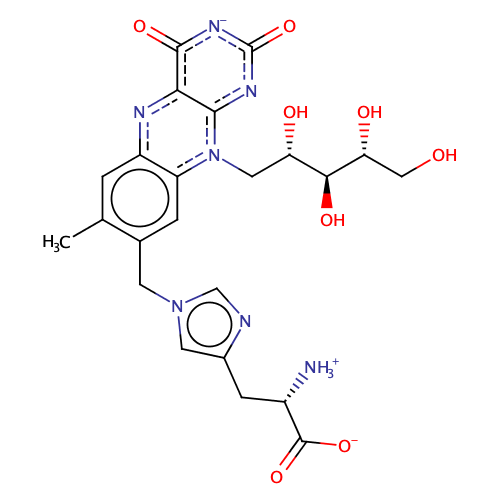 O N⁻ O
N N OH OH
N OH
OH
H₃C
N N
NH₃⁺
O⁻
O